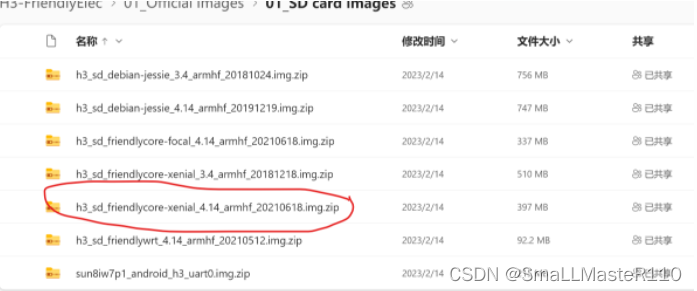 H3-FriendlyElec > 01_Official Images > 01_SD card images
名称 修改时间 文件大小 共享
h3_sd_debian-jessie_3.4_armhf_20181024.img.zip 2023/2/14 756 MB 已共享
h3_sd_debian-jessie_4.14_armhf_20191219.img.zip 2023/2/14 747 MB 已共享
h3_sd_friendlycore-focal_4.14_armhf_20210618.img.zip 2023/2/14 337 MB 已共享
h3_sd_friendlycore-xenial_3.4_armhf_20181218.img.zip 2023/2/14 510 MB 已共享
h3_sd_friendlycore-xenial_4.14_armhf_20210618.img.zip 2023/2/14 397 MB 已共享
h3_sd_friendlywrt_4.14_armhf_20210512.img.zip 2023/2/14 92.2 MB 已共享
sun8iw7p1_android_h3_uart0.img.zip 2023/2/14
CSDN @SmaLLMasteR110